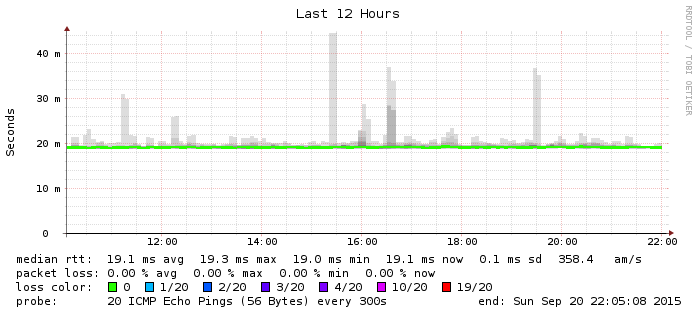 Last 12 Hours
RRDTOOL / TOBI OETIKER
Seconds
40 m
30 m
20 m
10 m
0
12:00 14:00 16:00 18:00 20:00 22:00
median rtt: 19.1 ms avg 19.3 ms max 19.0 ms min 19.1 ms now 0.1 ms sd 358.4 am/s
packet loss: 0.00 % avg 0.00 % max 0.00 % min 0.00 % now
loss color: 0 1/20 2/20 3/20 4/20 10/20 19/20
probe: 20 ICMP Echo Pings (56 Bytes) every 300s end: Sun Sep 20 22:05:08 2015